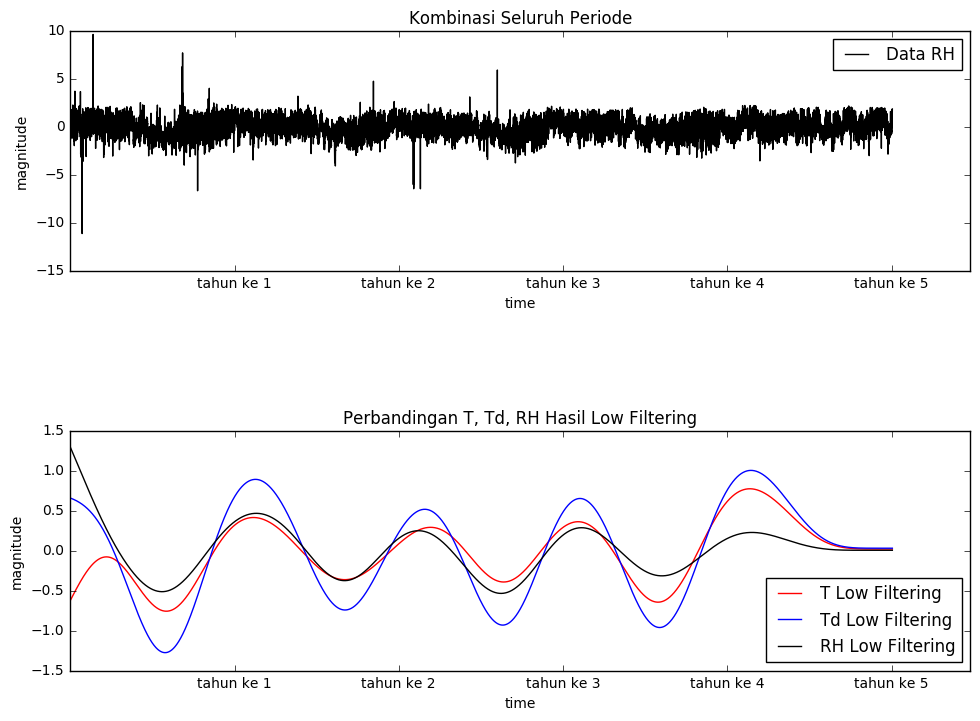 Kombinasi Seluruh Periode
10
5
0
−5
−10
−15
magnitude
Data RH
tahun ke 1
tahun ke 2
tahun ke 3
tahun ke 4
tahun ke 5
time
Perbandingan T, Td, RH Hasil Low Filtering
1.5
1.0
0.5
0.0
−0.5
−1.0
−1.5
magnitude
T Low Filtering
Td Low Filtering
RH Low Filtering
tahun ke 1
tahun ke 2
tahun ke 3
tahun ke 4
tahun ke 5
time